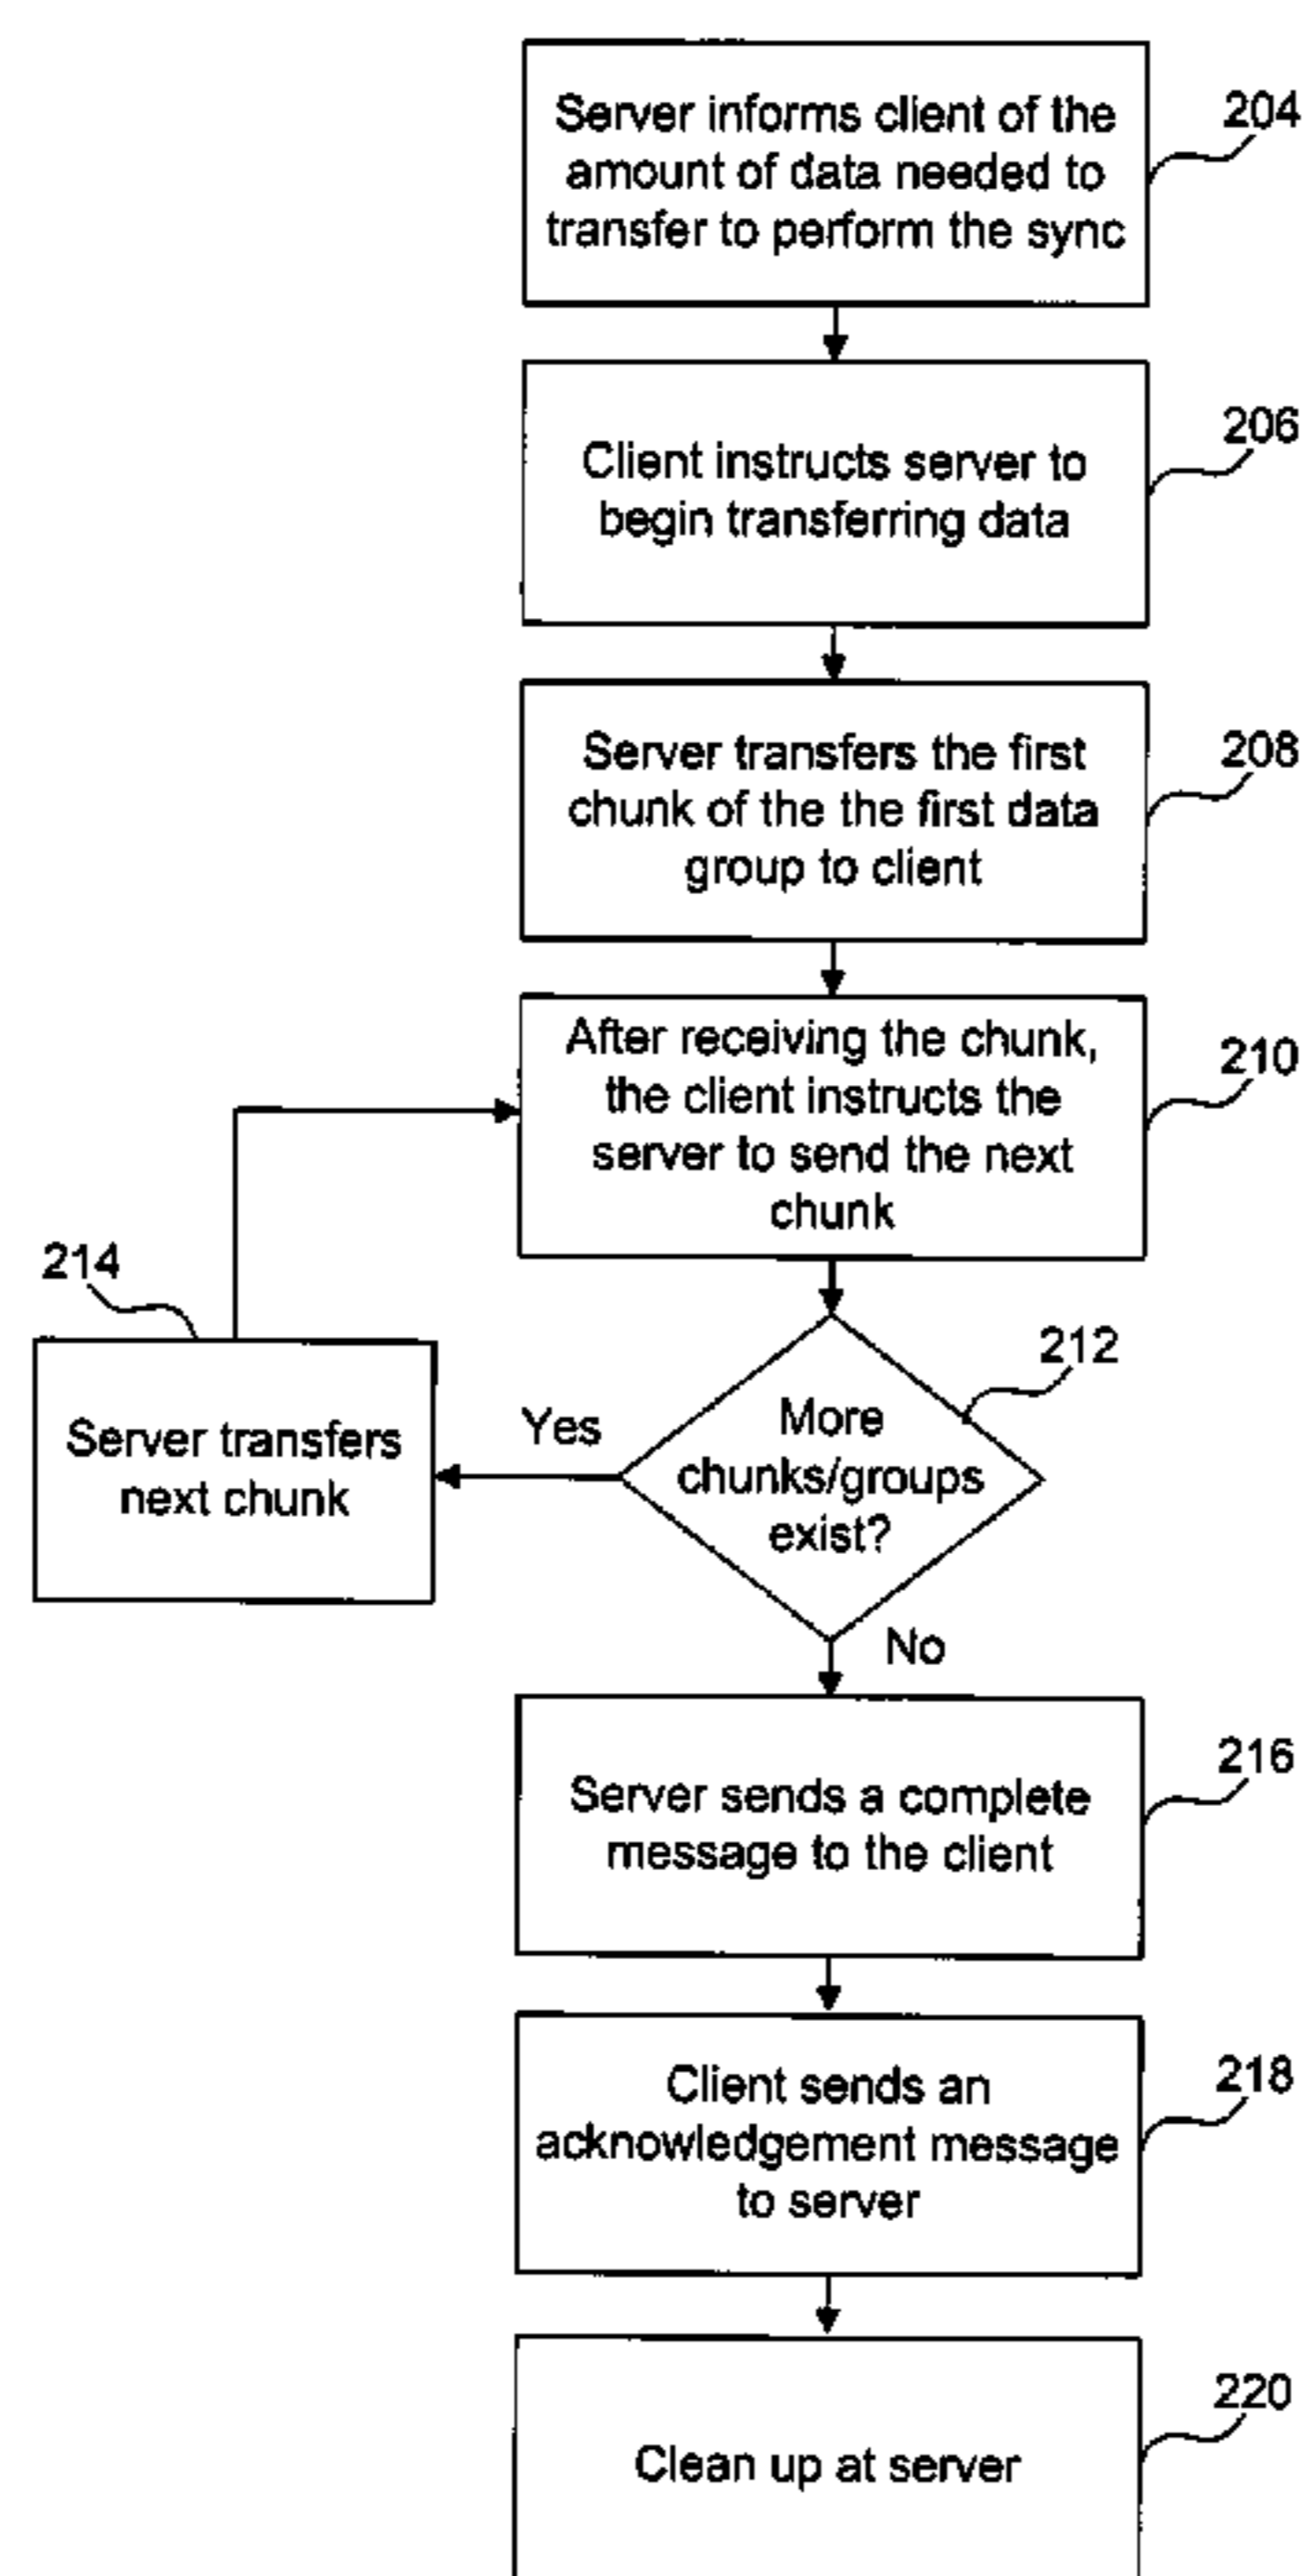 Server informs client of the
amount of data needed to
transfer to perform the sync
204
Client instructs server to
begin transferring data
206
Server transfers the first
chunk of the the first data
group to client
208
After receiving the chunk,
the client instructs the
server to send the next
chunk
210
214
Server transfers
next chunk
Yes
More
chunks/groups
exist?
212
No
Server sends a complete
message to the client
216
Client sends an
acknowledgement message
to server
218
Clean up at server
220